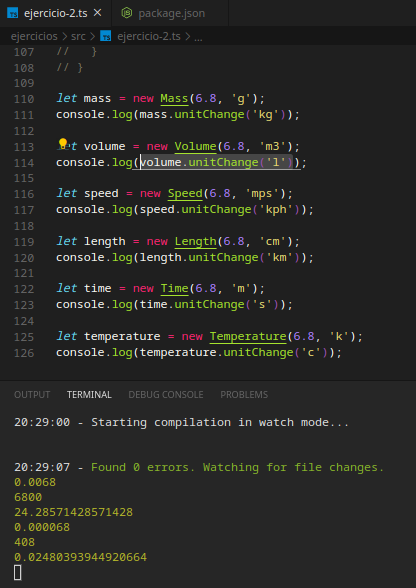 ejercicio-2.ts
package.json
ejercicios > src > ejercicio-2.ts > ...
107 //   }
108 // }
109
110 let mass = new Mass(6.8, 'g');
111 console.log(mass.unitChange('kg'));
112
113 let volume = new Volume(6.8, 'm3');
114 console.log(volume.unitChange('l'));
115
116 let speed = new Speed(6.8, 'mps');
117 console.log(speed.unitChange('kph'));
118
119 let length = new Length(6.8, 'cm');
120 console.log(length.unitChange('km'));
121
122 let time = new Time(6.8, 'm');
123 console.log(time.unitChange('s'));
124
125 let temperature = new Temperature(6.8, 'k');
126 console.log(temperature.unitChange('c'));
OUTPUT TERMINAL DEBUG CONSOLE PROBLEMS
20:29:00 - Starting compilation in watch mode...
20:29:07 - Found 0 errors. Watching for file changes.
0.0068
6800
24.28571428571428
0.000068
408
0.02480393944920664